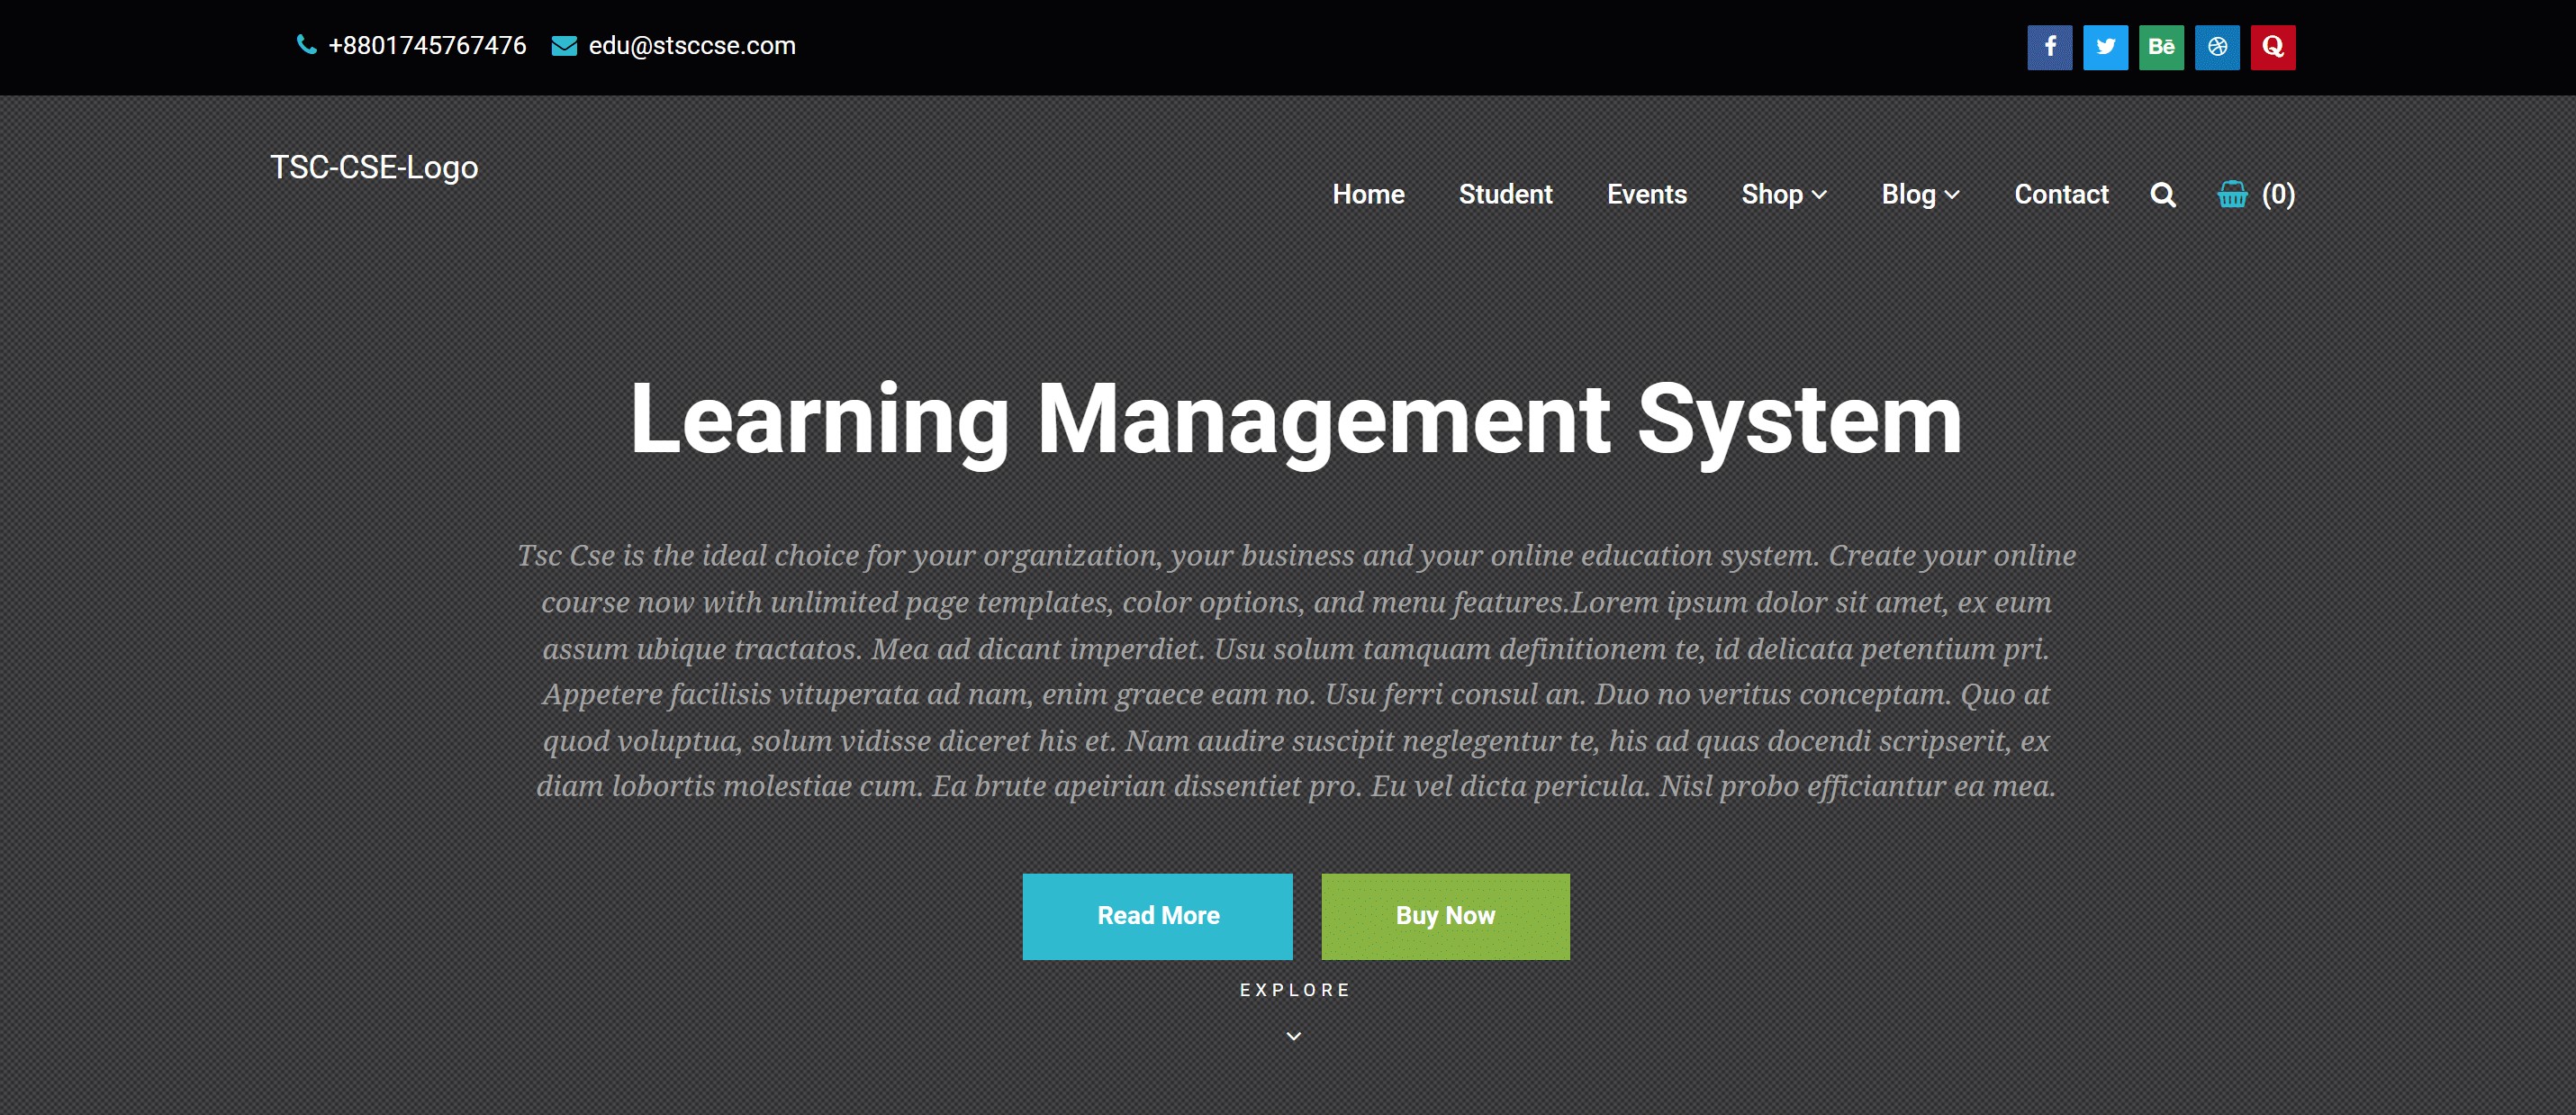 +8801745767476 edu@stsccse.com Bē
TSC-CSE-Logo
Home Student Events Shop Blog Contact (0)
Learning Management System
Tsc Cse is the ideal choice for your organization, your business and your online education system. Create your online
course now with unlimited page templates, color options, and menu features.Lorem ipsum dolor sit amet, ex eum
assum ubique tractatos. Mea ad dicant imperdiet. Usu solum tamquam definitionem te, id delicata petentium pri.
Appetere facilisis vituperata ad nam, enim graece eam no. Usu ferri consul an. Duo no veritus conceptam. Quo at
quod voluptua, solum vidisse diceret his et. Nam audire suscipit neglegentur te, his ad quas docendi scripserit, ex
diam lobortis molestiae cum. Ea brute apeirian dissentiet pro. Eu vel dicta pericula. Nisl probo efficiantur ea mea.
Read More Buy Now
EXPLORE